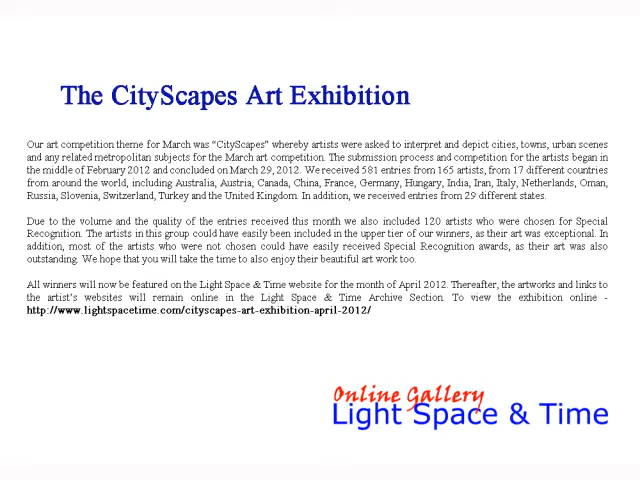 The CityScapes Art Exhibition
Our art competition theme for March was “CityScapes” whereby artists were asked to interpret and depict cities, towns, urban scenes
and any related metropolitan subjects for the March art competition. The submission process and competition for the artists began in
the middle of February 2012 and concluded on March 29, 2012. We received 581 entries from 165 artists, from 17 different countries
from around the world, including Australia, Austria, Canada, China, France, Germany, Hungary, India, Iran, Italy, Netherlands, Oman,
Russia, Slovenia, Switzerland, Turkey and the United Kingdom. In addition, we received entries from 29 different states.
Due to the volume and the quality of the entries received this month we also included 120 artists who were chosen for Special
Recognition. The artists in this group could have easily been included in the upper tier of our winners, as their art was exceptional. In
addition, most of the artists who were not chosen could have easily received Special Recognition awards, as their art was also
outstanding. We hope that you will take the time to also enjoy their beautiful art work too.
All winners will now be featured on the Light Space & Time website for the month of April 2012. Thereafter, the artworks and links to
the artist’s websites will remain online in the Light Space & Time Archive Section. To view the exhibition online -
http://www.lightspacetime.com/cityscapes-art-exhibition-april-2012/
Online Gallery
Light Space & Time